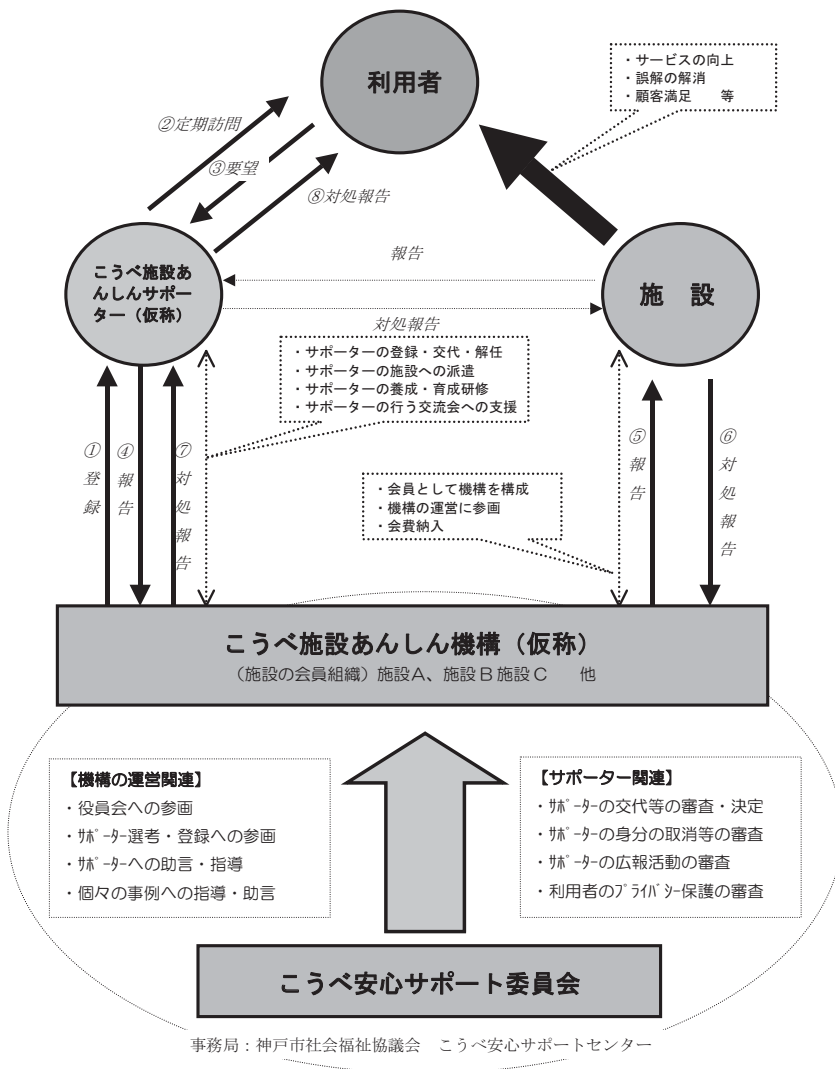 利用者
・サービスの向上
・誤解の解消
・顧客満足　　等
②定期訪問
③要望
⑧対処報告
こうべ施設あ
んしんサポー
ター（仮称）
報告
対処報告
施　設
・サポーターの登録・交代・解任
・サポーターの施設への派遣
・サポーターの養成・育成研修
・サポーターの行う交流会への支援
①登録
④報告
⑦対処報告
・会員として機構を構成
・機構の運営に参画
・会費納入
⑤報告
⑥対処報告
こうべ施設あんしん機構（仮称）
（施設の会員組織）施設Ａ、施設Ｂ施設Ｃ　　他
【機構の運営関連】
・役員会への参画
・ｻﾎﾟｰﾀｰ選考・登録への参画
・ｻﾎﾟｰﾀｰへの助言・指導
・個々の事例への指導・助言
【サポーター関連】
・ｻﾎﾟｰﾀｰの交代等の審査・決定
・ｻﾎﾟｰﾀｰの身分の取消等の審査
・ｻﾎﾟｰﾀｰの広報活動の審査
・利用者のﾌﾟﾗｲﾊﾞｼｰ保護の審査
こうべ安心サポート委員会
事務局：神戸市社会福祉協議会　こうべ安心サポートセンター